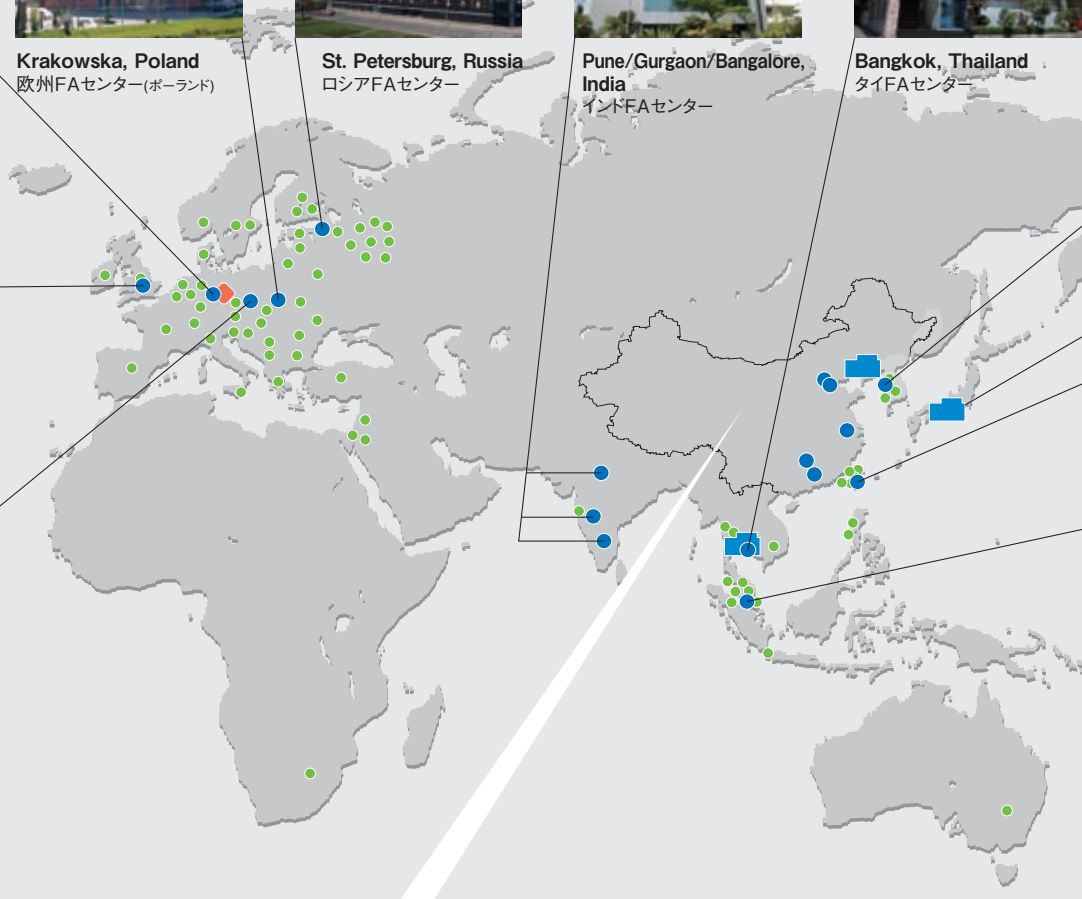 Krakowska, Poland
欧州FAセンター(ポーランド)
St. Petersburg, Russia
ロシアFAセンター
Pune/Gurgaon/Bangalore,
India
インドFAセンター
Bangkok, Thailand
タイFAセンター